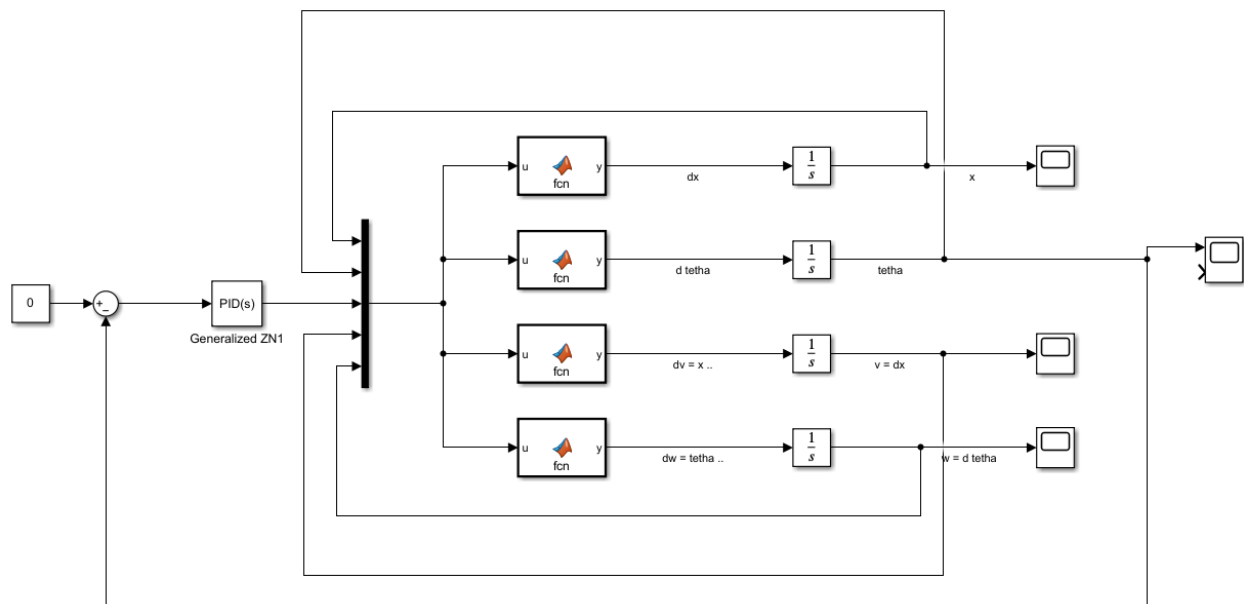 u
y
fcn
dx
1
s
x
u
y
fcn
d tetha
1
s
tetha
0
+
−
PID(s)
Generalized ZN1
u
y
fcn
dv = x ..
1
s
v = dx
u
y
fcn
dw = tetha ..
1
s
w = d tetha